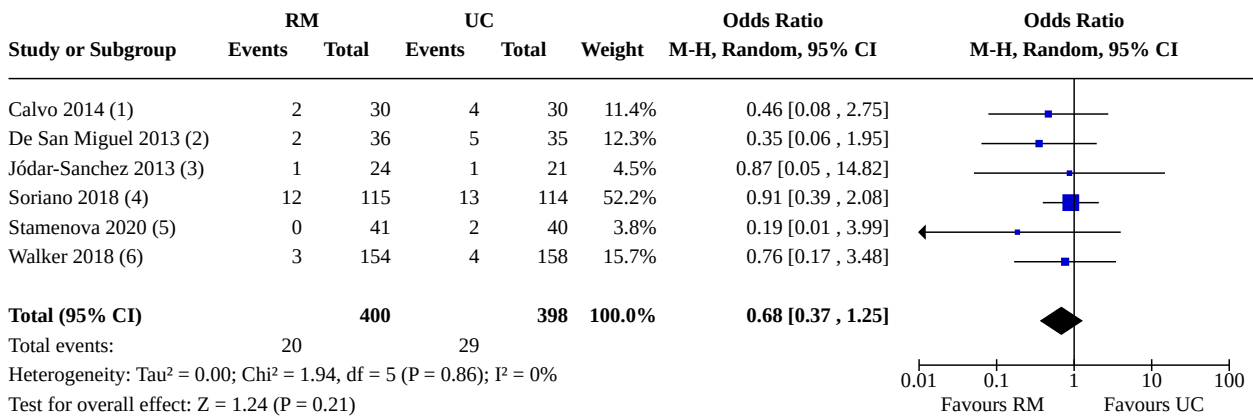 RM UC Odds Ratio Odds Ratio
Study or Subgroup Events Total Events Total Weight M-H, Random, 95% CI M-H, Random, 95% CI
Calvo 2014 (1) 2 30 4 30 11.4% 0.46 [0.08 , 2.75]
De San Miguel 2013 (2) 2 36 5 35 12.3% 0.35 [0.06 , 1.95]
Jódar-Sanchez 2013 (3) 1 24 1 21 4.5% 0.87 [0.05 , 14.82]
Soriano 2018 (4) 12 115 13 114 52.2% 0.91 [0.39 , 2.08]
Stamenova 2020 (5) 0 41 2 40 3.8% 0.19 [0.01 , 3.99]
Walker 2018 (6) 3 154 4 158 15.7% 0.76 [0.17 , 3.48]
Total (95% CI) 400 398 100.0% 0.68 [0.37 , 1.25]
Total events: 20 29
Heterogeneity: Tau² = 0.00; Chi² = 1.94, df = 5 (P = 0.86); I² = 0%
0.01 0.1 1 10 100
Test for overall effect: Z = 1.24 (P = 0.21) Favours RM Favours UC